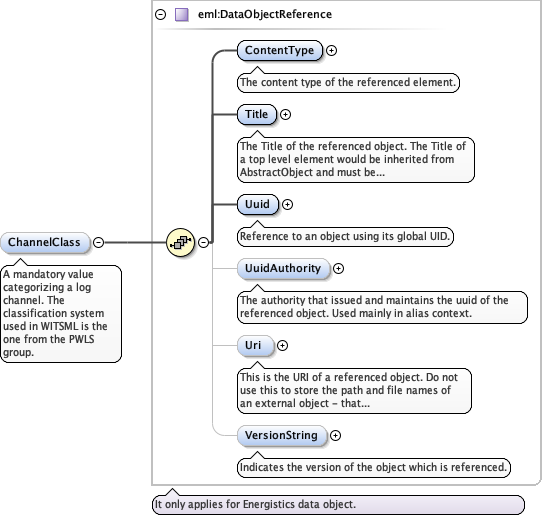 eml:DataObjectReference
ContentType
The content type of the referenced element.
Title
The Title of the referenced object. The Title of
a top level element would be inherited from
AbstractObject and must be...
Uuid
Reference to an object using its global UID.
ChannelClass
A mandatory value
categorizing a log
channel. The
classification system
used in WITSML is the
one from the PWLS
group.
UuidAuthority
The authority that issued and maintains the uuid of the
referenced object. Used mainly in alias context.
Uri
This is the URI of a referenced object. Do not
use this to store the path and file names of
an external object – that...
VersionString
Indicates the version of the object which is referenced.
It only applies for Energistics data object.